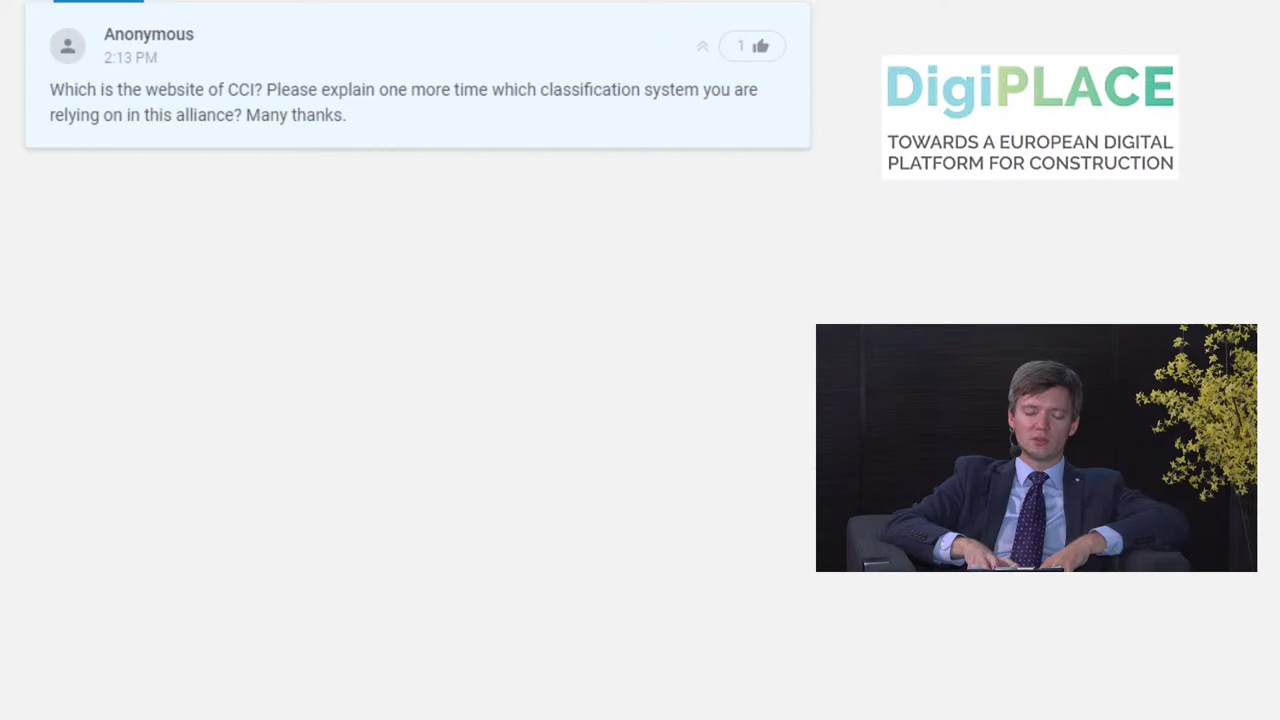 Anonymous
2:13 PM
1
Which is the website of CCI? Please explain one more time which classification system you are
relying on in this alliance? Many thanks.
DigiPLACE
TOWARDS A EUROPEAN DIGITAL
PLATFORM FOR CONSTRUCTION